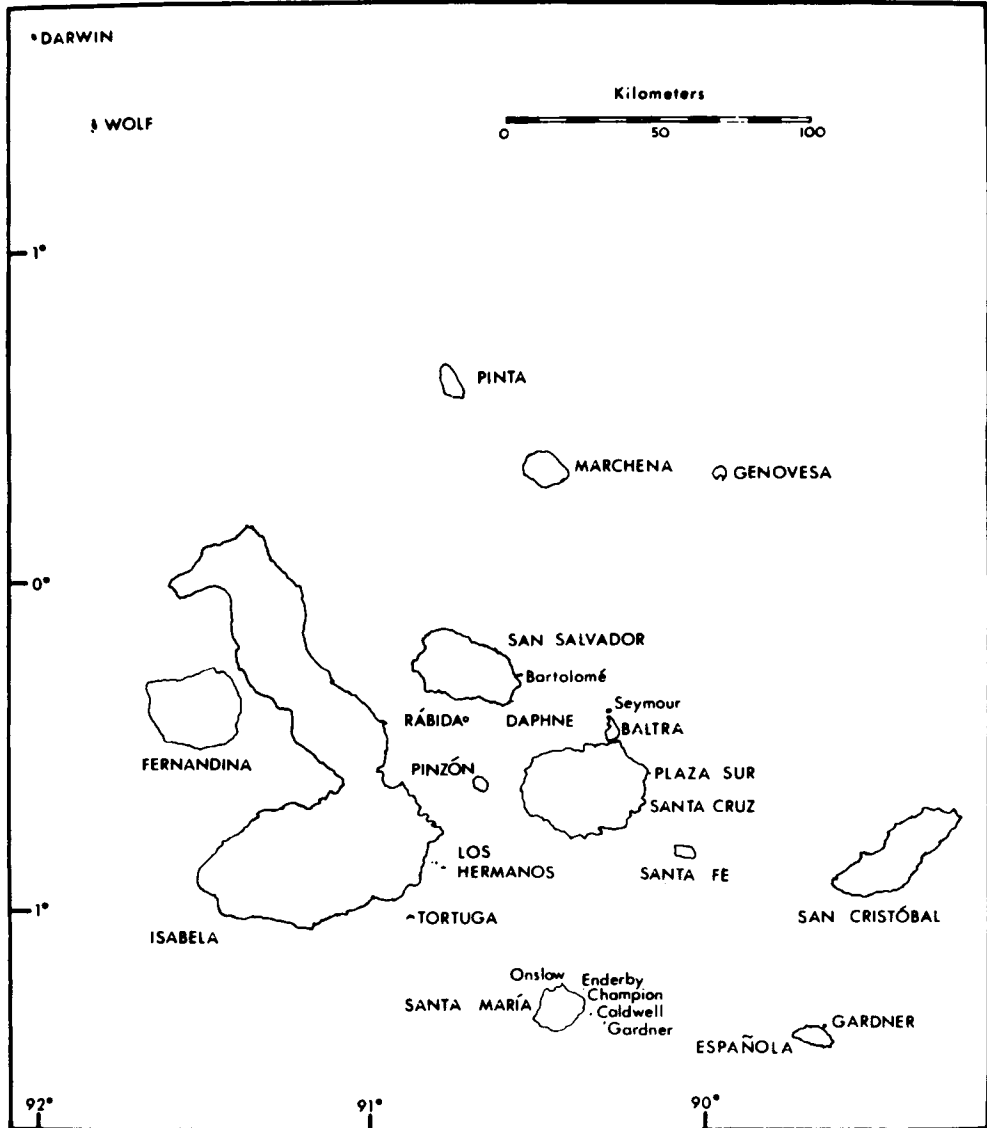 DARWIN
Kilometers
WOLF
0 50 100
1°
PINTA
MARCHENA
GENOVESA
0°
SAN SALVADOR
Bartolomé
Seymour
RÁBIDA
DAPHNE
BALTRA
FERNANDINA
PINZÓN
PLAZA SUR
SANTA CRUZ
LOS
HERMANOS
SANTA FE
1°
TORTUGA
SAN CRISTÓBAL
ISABELA
Onslow
Enderby
SANTA MARÍA
Champion
Caldwell
Gardner
GARDNER
ESPAÑOLA
92° 91° 90°